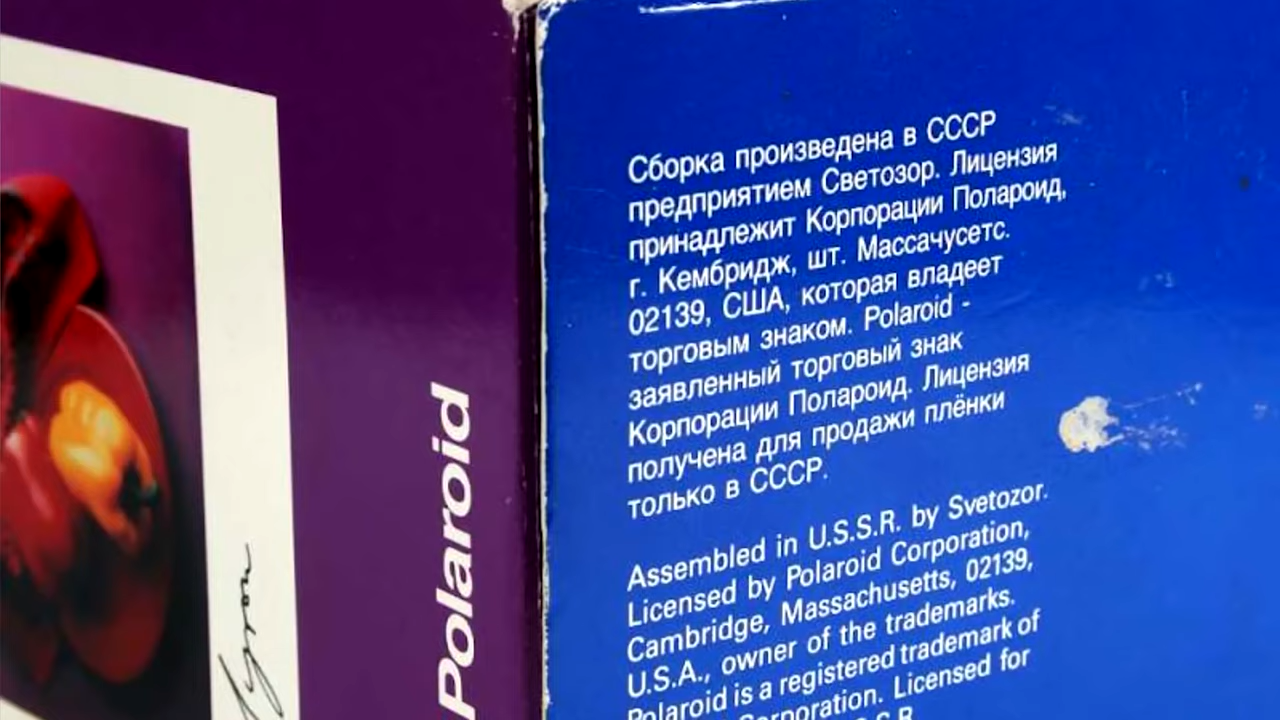 Polaroid
Сборка произведена в СССР
предприятием Светозор. Лицензия
принадлежит Корпорации Полароид,
г. Кембридж, шт. Массачусетс.
02139, США, которая владеет
торговым знаком. Polaroid -
заявленный торговый знак
Корпорации Полароид. Лицензия
получена для продажи плёнки
только в СССР.
Assembled in U.S.S.R. by Svetozor.
Licensed by Polaroid Corporation,
Cambridge, Massachusetts, 02139,
U.S.A., owner of the trademarks.
Polaroid is a registered trademark of
Corporation. Licensed for